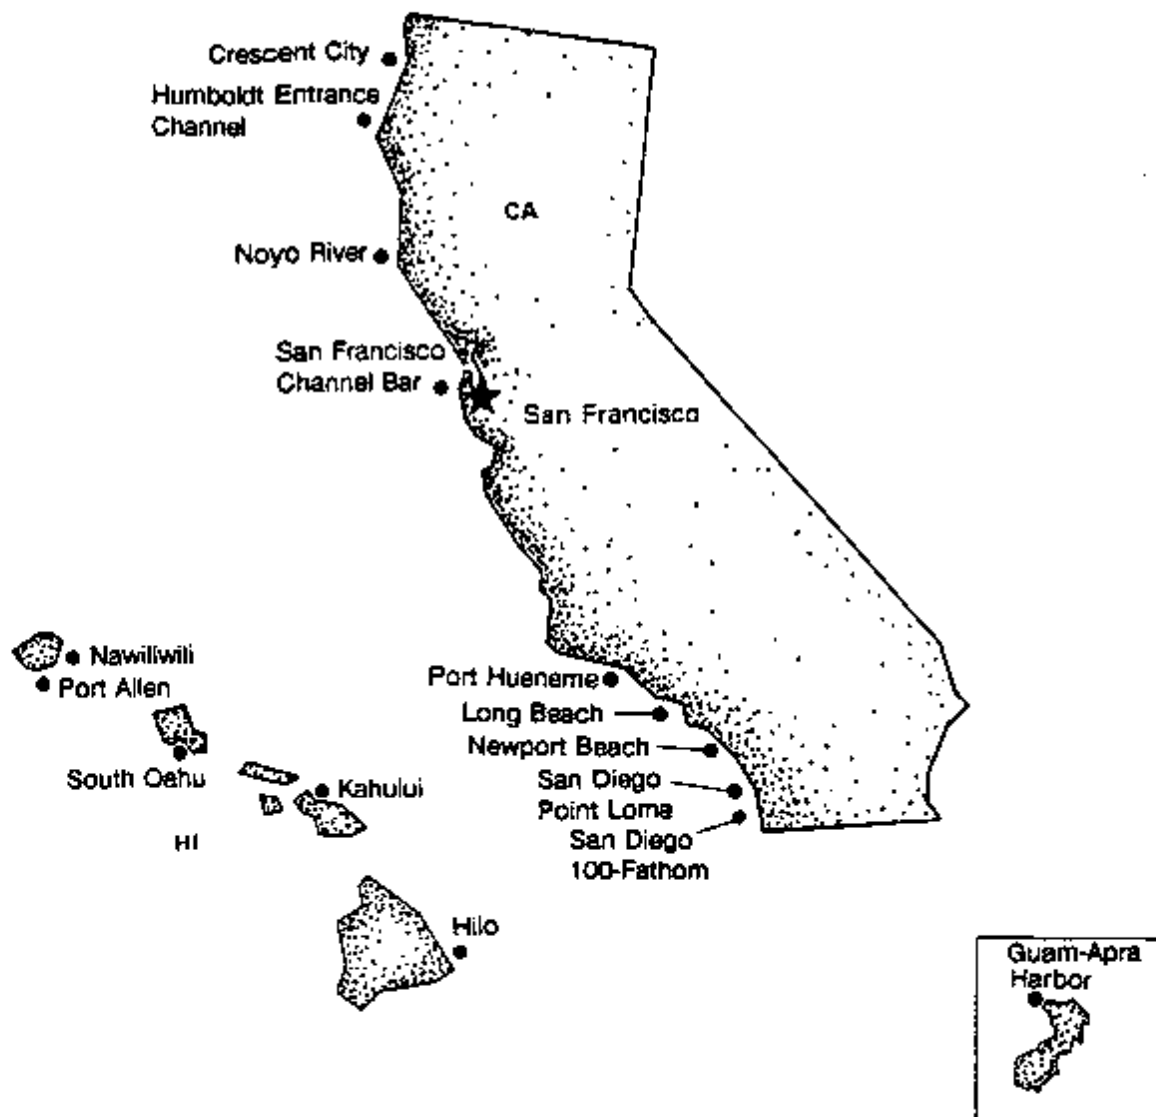 Crescent City
Humboldt Entrance
Channel
CA
Noyo River
San Francisco
Channel Bar
San Francisco
Nawiliwili
Port Allen
South Oahu
Kahului
HI
Hilo
Port Hueneme
Long Beach
Newport Beach
San Diego
Point Loma
San Diego
100-Fathom
Guam-Apra
Harbor